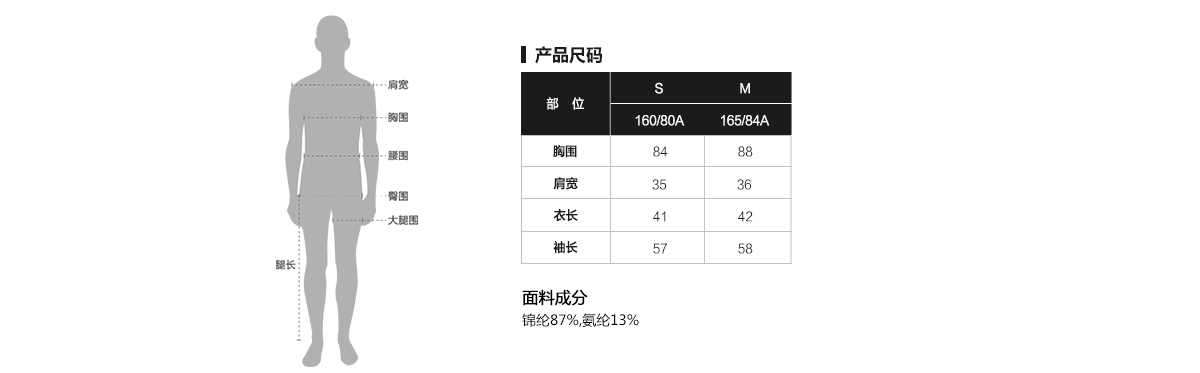 肩宽
胸围
腰围
臀围
大腿围
腿长
产品尺码
部 位 S M
160/80A 165/84A
胸围 84 88
肩宽 35 36
衣长 41 42
袖长 57 58
面料成分
锦纶87%,氨纶13%